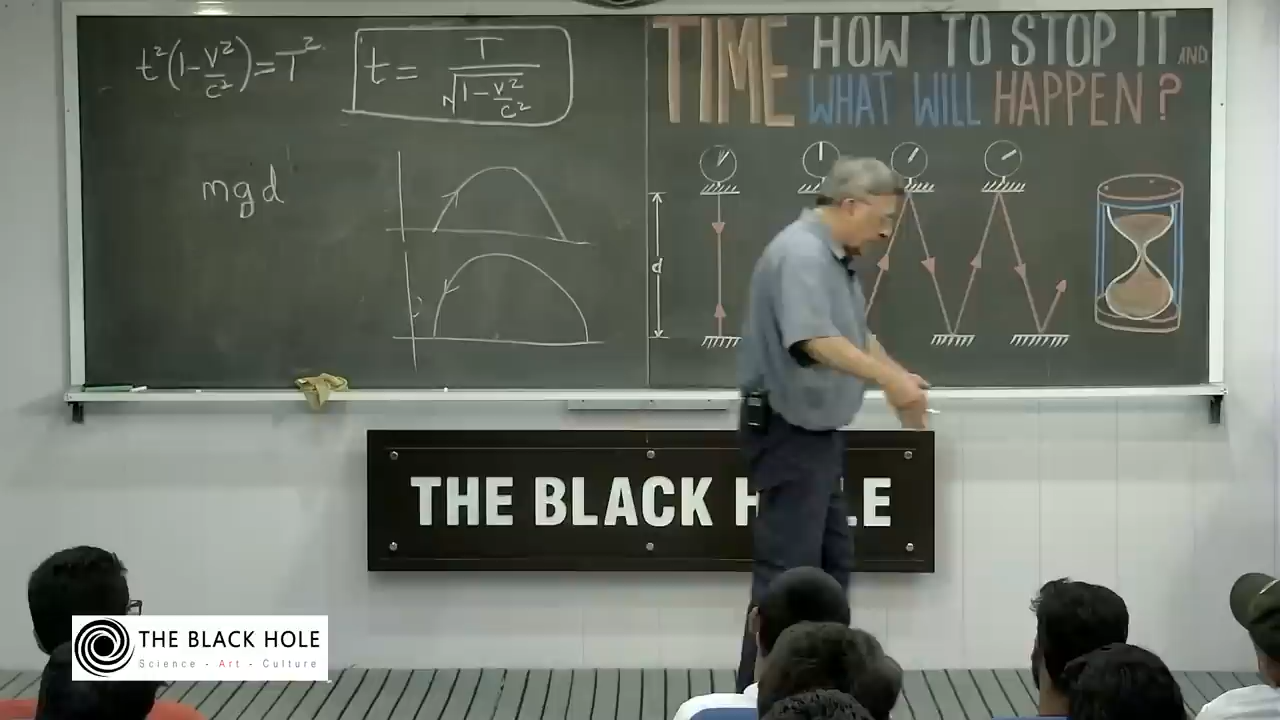 t²(1-v²/c²)=T²
t = T/√(1-v²/c²)
mgd
TIME HOW TO STOP IT AND
WHAT WILL HAPPEN?
d
THE BLACK H LE
THE BLACK HOLE
Science - Art - Culture